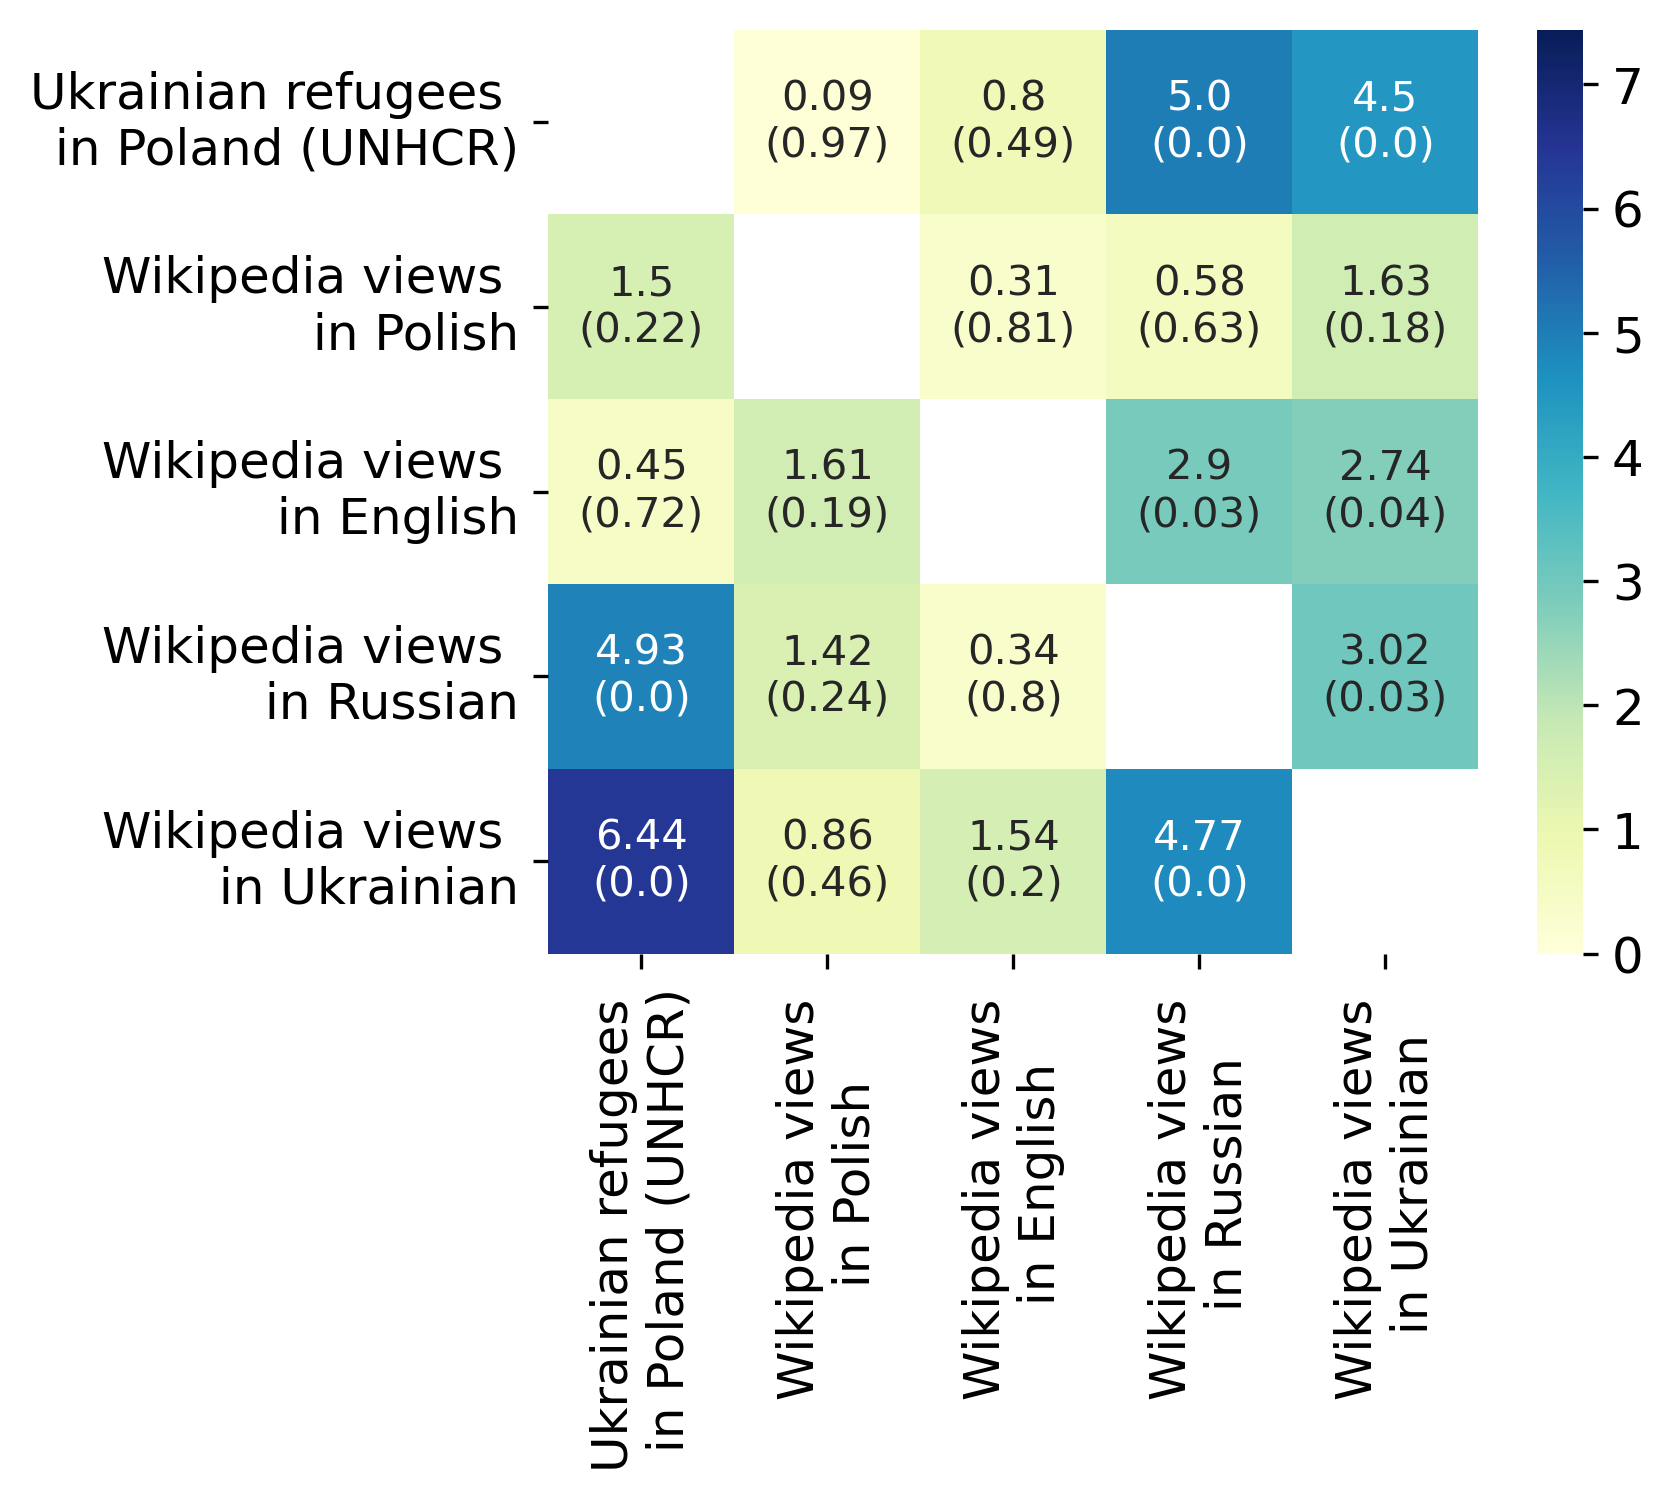 Ukrainian refugees
in Poland (UNHCR)
0.09
(0.97)
0.8
(0.49)
5.0
(0.0)
4.5
(0.0)
Wikipedia views
in Polish
1.5
(0.22)
0.31
(0.81)
0.58
(0.63)
1.63
(0.18)
Wikipedia views
in English
0.45
(0.72)
1.61
(0.19)
2.9
(0.03)
2.74
(0.04)
Wikipedia views
in Russian
4.93
(0.0)
1.42
(0.24)
0.34
(0.8)
3.02
(0.03)
Wikipedia views
in Ukrainian
6.44
(0.0)
0.86
(0.46)
1.54
(0.2)
4.77
(0.0)
Ukrainian refugees
in Poland (UNHCR)
Wikipedia views
in Polish
Wikipedia views
in English
Wikipedia views
in Russian
Wikipedia views
in Ukrainian
7
6
5
4
3
2
1
0